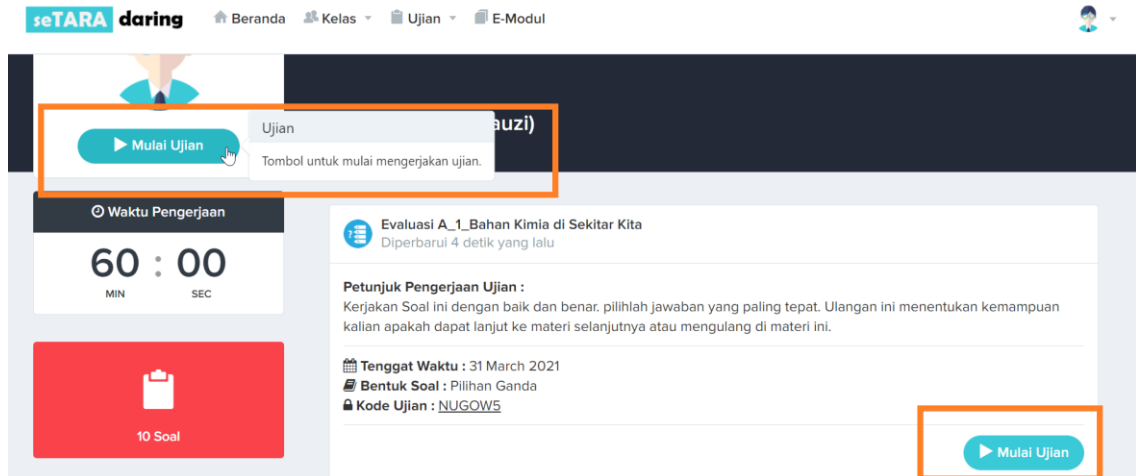 seTARA daring
Beranda
Kelas
Ujian
E-Modul
auzi)
Mulai Ujian
Ujian
Tombol untuk mulai mengerjakan ujian.
Waktu Pengerjaan
60 : 00
MIN SEC
10 Soal
Evaluasi A_1_Bahan Kimia di Sekitar Kita
Diperbarui 4 detik yang lalu
Petunjuk Pengerjaan Ujian :
Kerjakan Soal ini dengan baik dan benar. pilihlah jawaban yang paling tepat. Ulangan ini menentukan kemampuan
kalian apakah dapat lanjut ke materi selanjutnya atau mengulang di materi ini.
Tenggat Waktu : 31 March 2021
Bentuk Soal : Pilihan Ganda
Kode Ujian : NUGOW5
Mulai Ujian